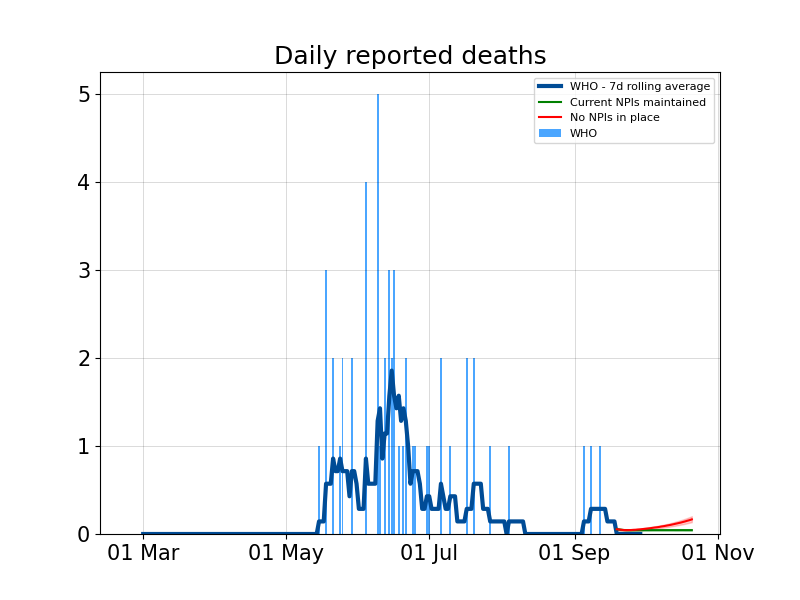 Daily reported deaths
WHO - 7d rolling average
Current NPIs maintained
No NPIs in place
WHO
5
4
3
2
1
0
01 Mar 01 May 01 Jul 01 Sep 01 Nov